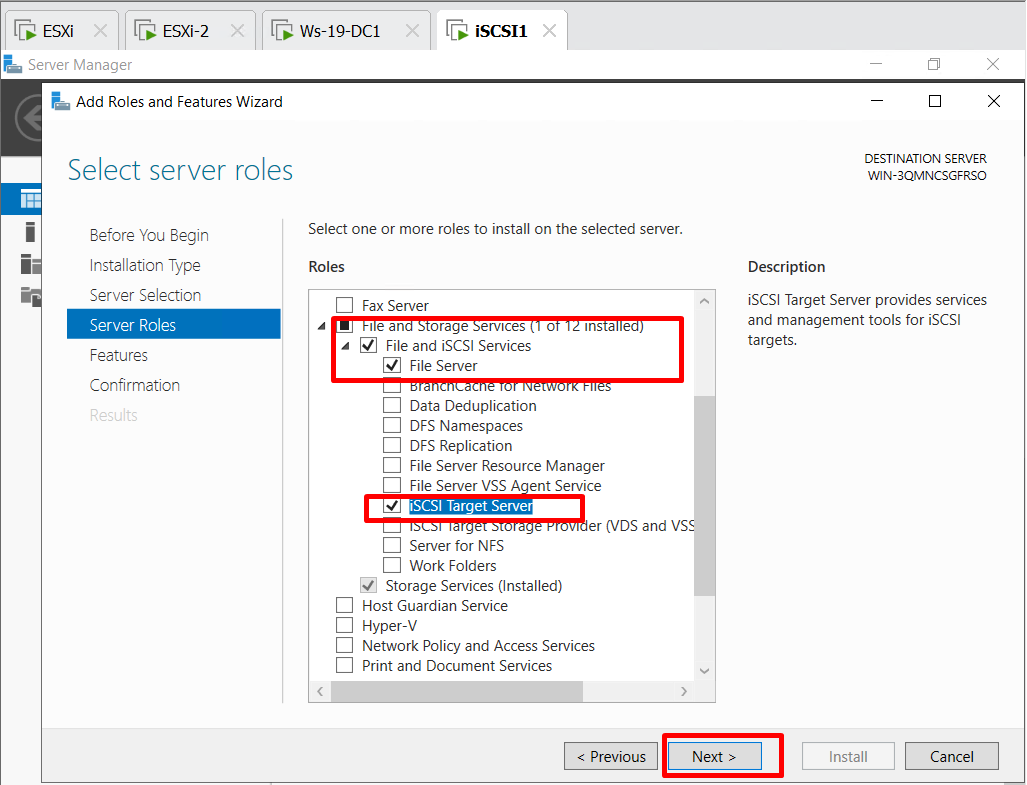 ESXi
ESXi-2
Ws-19-DC1
iSCSI1
Server Manager
Add Roles and Features Wizard
Select server roles
DESTINATION SERVER
WIN-3QMNCSGFRSO
Before You Begin
Installation Type
Server Selection
Server Roles
Features
Confirmation
Results
Select one or more roles to install on the selected server.
Roles
Fax Server
File and Storage Services (1 of 12 installed)
File and iSCSI Services
File Server
BranchCache for Network Files
Data Deduplication
DFS Namespaces
DFS Replication
File Server Resource Manager
File Server VSS Agent Service
iSCSI Target Server
iSCSI Target Storage Provider (VDS and VSS
Server for NFS
Work Folders
Storage Services (Installed)
Host Guardian Service
Hyper-V
Network Policy and Access Services
Print and Document Services
Description
iSCSI Target Server provides services
and management tools for iSCSI
targets.
< Previous
Next >
Install
Cancel